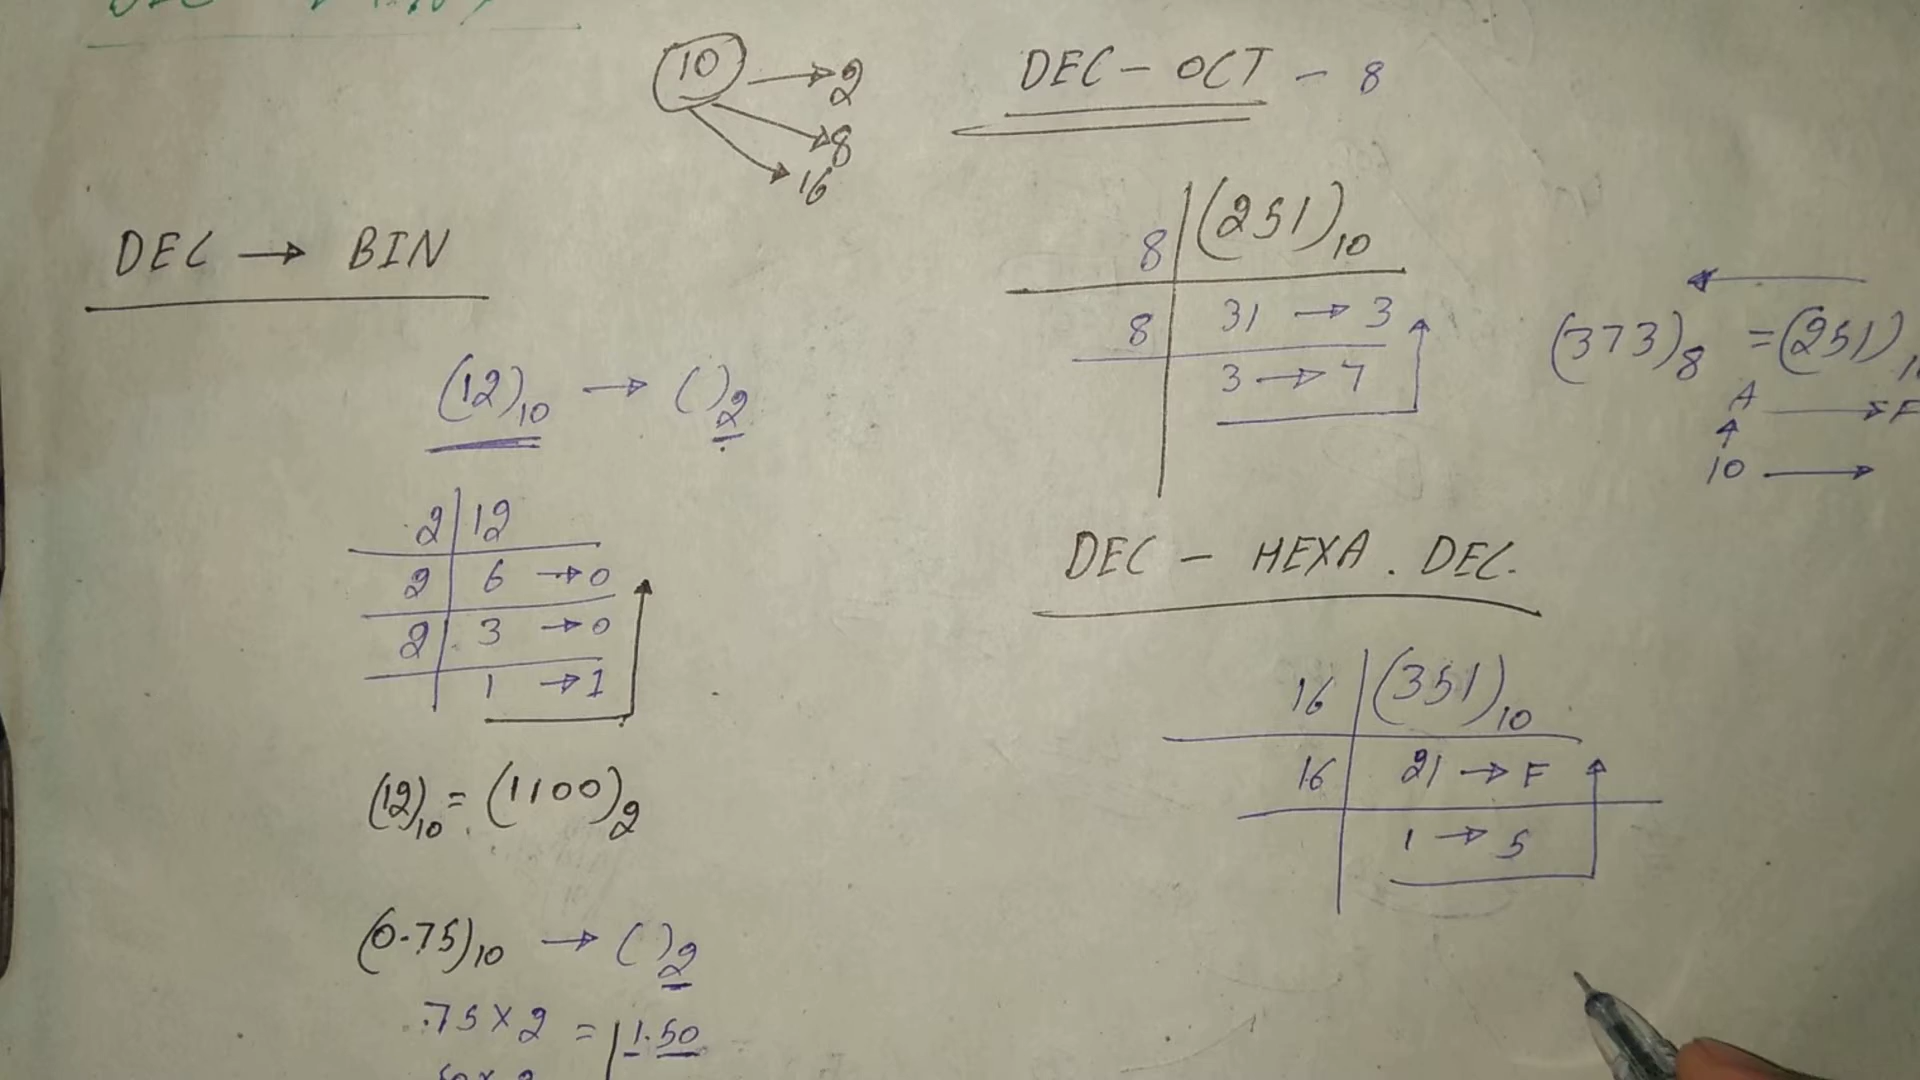 10 → 2
→ 8
→ 16
DEC → BIN
(12)10 → ( )2
2 | 12
2 | 6 → 0
2 | 3 → 0
1 → 1
(12)10 = (1100)2
(0.75)10 → ( )2
.75 × 2 = 1.50
DEC - OCT - 8
8 | (251)10
8 | 31 → 3
3 → 7
(373)8 = (251)
A → F
10 →
DEC - HEXA. DEC.
16 | (351)10
16 | 21 → F
1 → 5